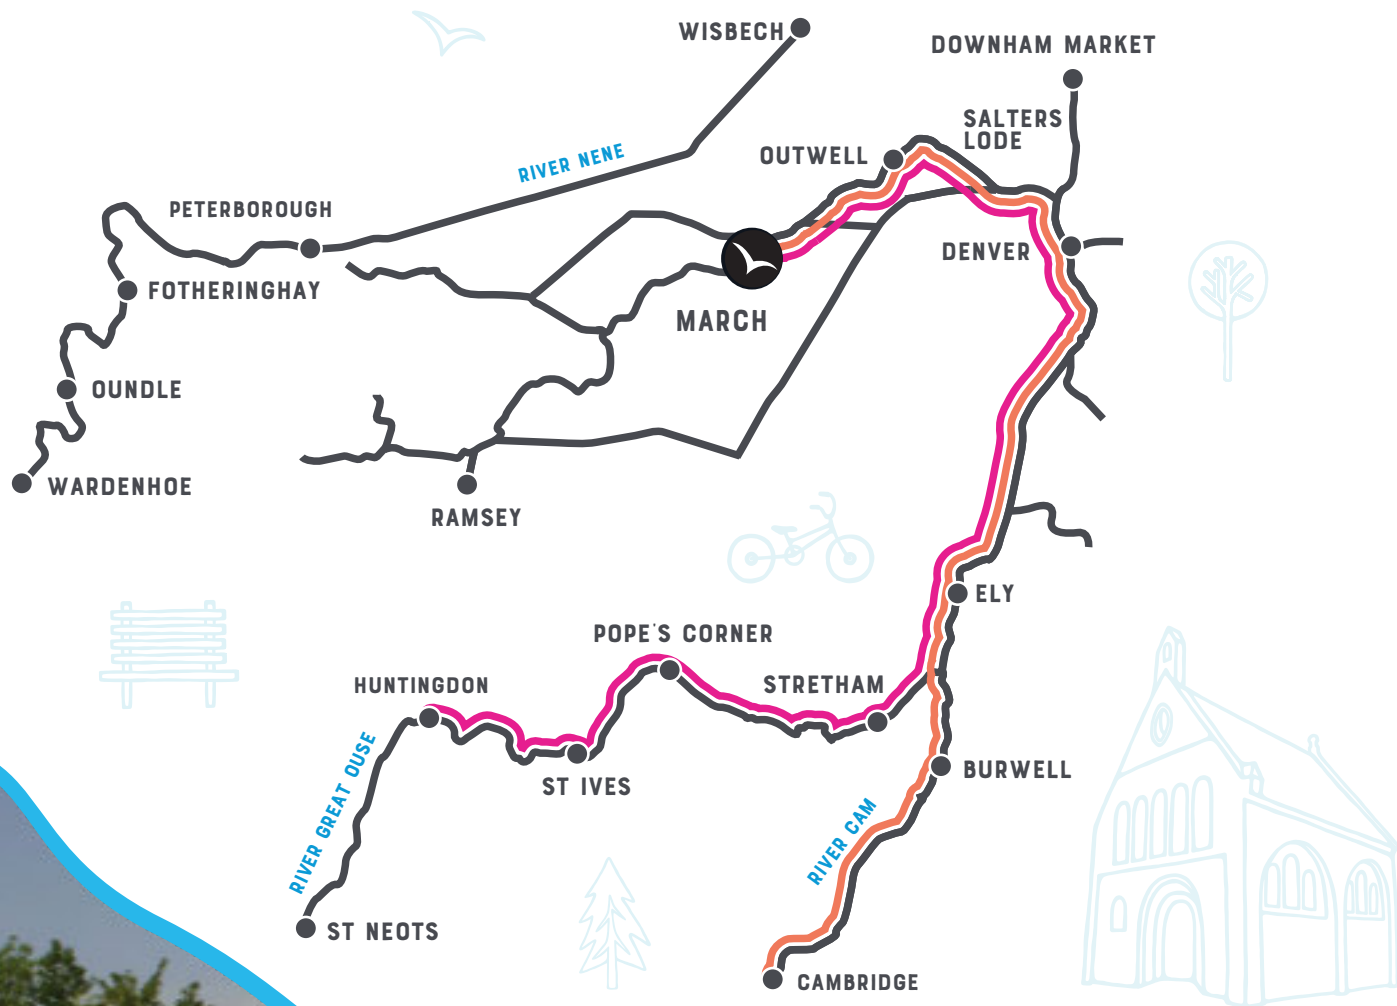 WISBECH
DOWNHAM MARKET
SALTERS
LODE
OUTWELL
RIVER NENE
PETERBOROUGH
DENVER
FOTHERINGHAY
MARCH
OUNDLE
WARDENHOE
RAMSEY
ELY
POPE'S CORNER
HUNTINGDON
STRETHAM
ST IVES
BURWELL
RIVER GREAT OUSE
RIVER CAM
ST NEOTS
CAMBRIDGE